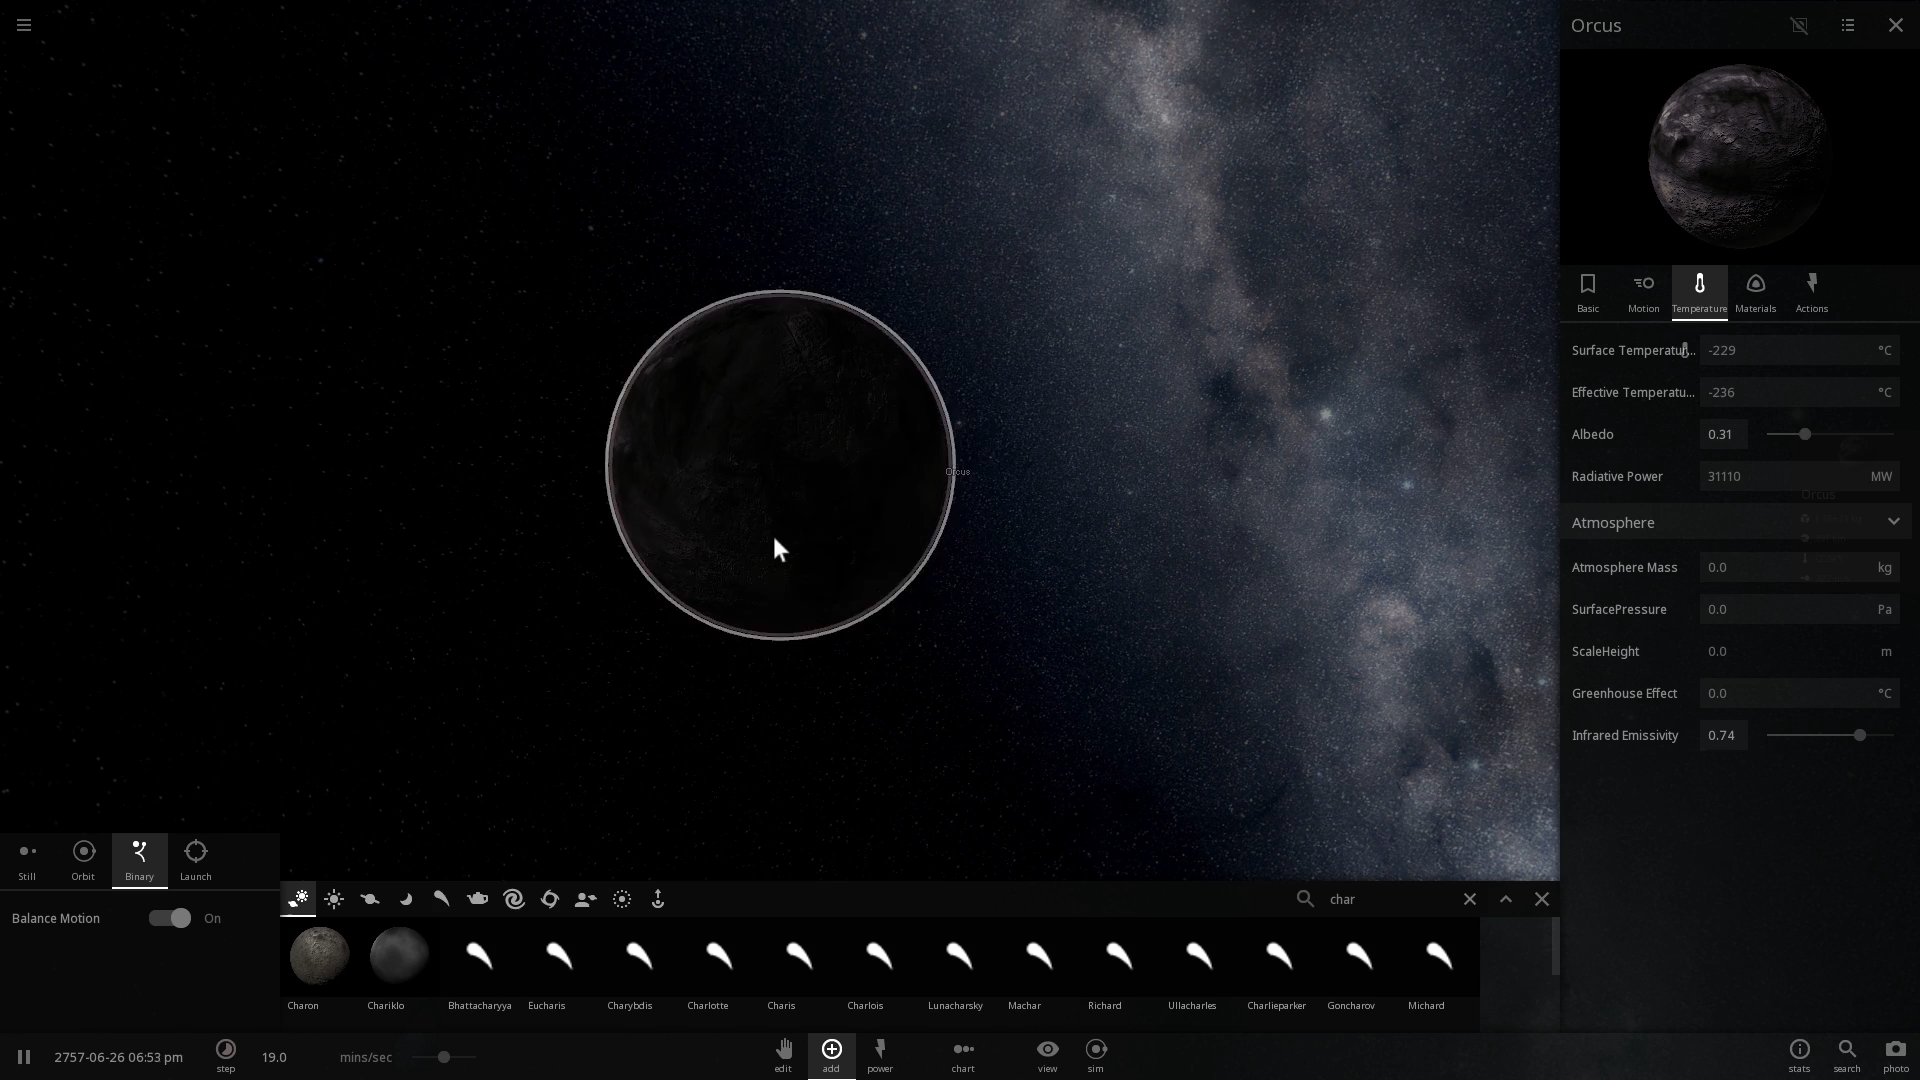 Orcus
Basic
Motion
Temperature
Materials
Actions
Surface Temperatur... -229 °C
Effective Temperatu... -236 °C
Albedo 0.31
Radiative Power 31110 MW
Orcus
Orcus
Atmosphere
Atmosphere Mass 0.0 kg
SurfacePressure 0.0 Pa
ScaleHeight 0.0 m
Greenhouse Effect 0.0 °C
Infrared Emissivity 0.74
Still
Orbit
Binary
Launch
Balance Motion On
char
Charon
Chariklo
Bhattacharyya
Eucharis
Charybdis
Charlotte
Charis
Charlois
Lunacharsky
Machar
Richard
Ullacharles
Charlieparker
Goncharov
Michard
2757-06-26 06:53 pm
step
19.0 mins/sec
edit
add
power
chart
view
sim
stats
search
photo